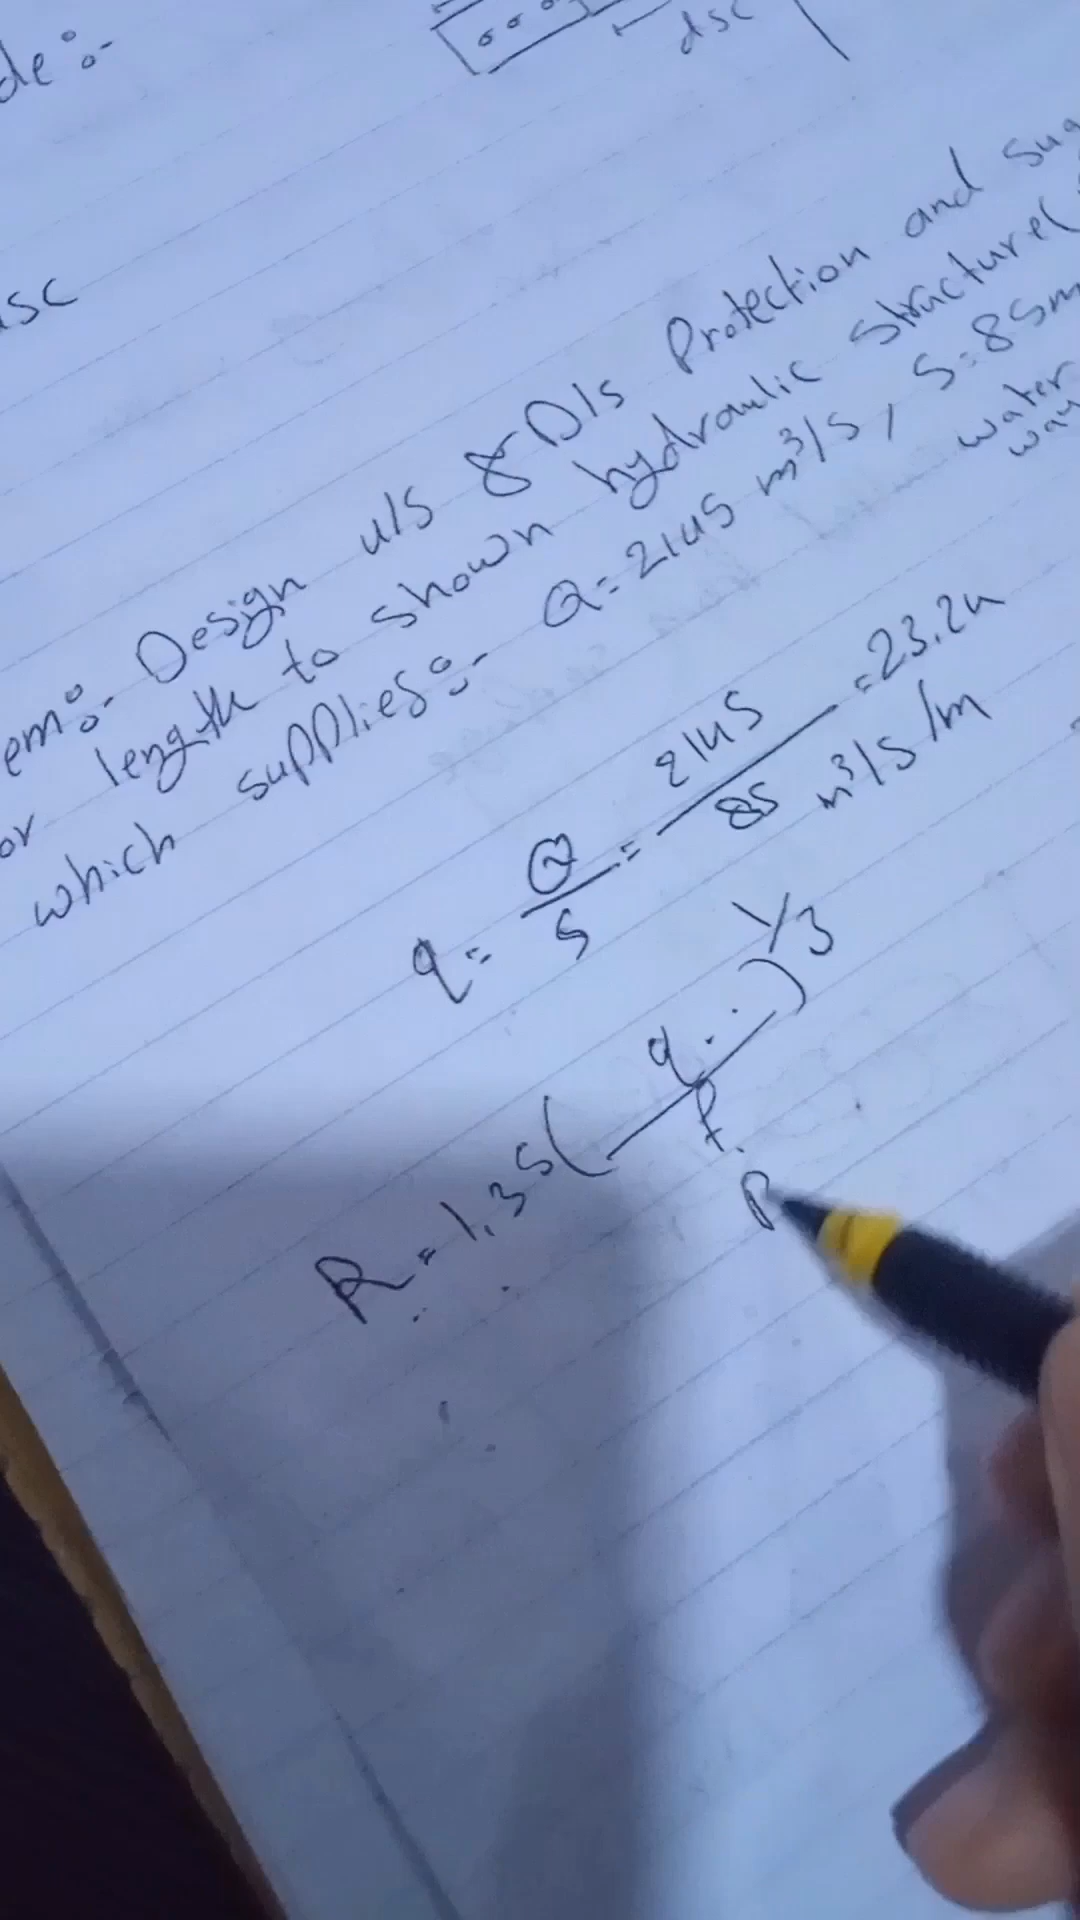 dsc
de:-
sc
em:- Design u/s & D/s Protection and
or length to shown hydraulic structure(
which supplies:- Q = 2145 m³/s, S = 85m
water
way
q = Q/S = 2145/85 = 23.24
m³/s/m
R = 1.35(q../f)1/3